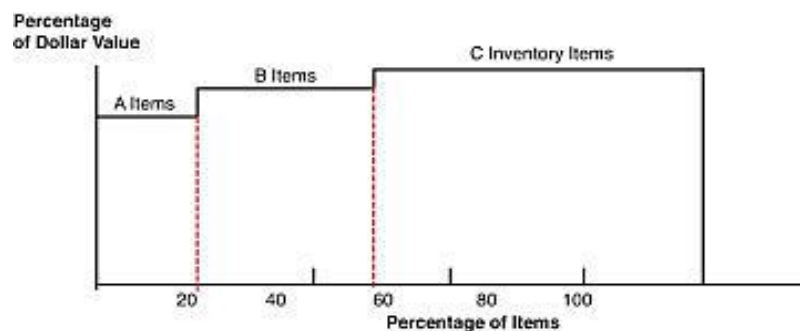 Percentage
of Dollar Value
C Inventory Items
B Items
A Items
20 40 60 80 100
Percentage of Items